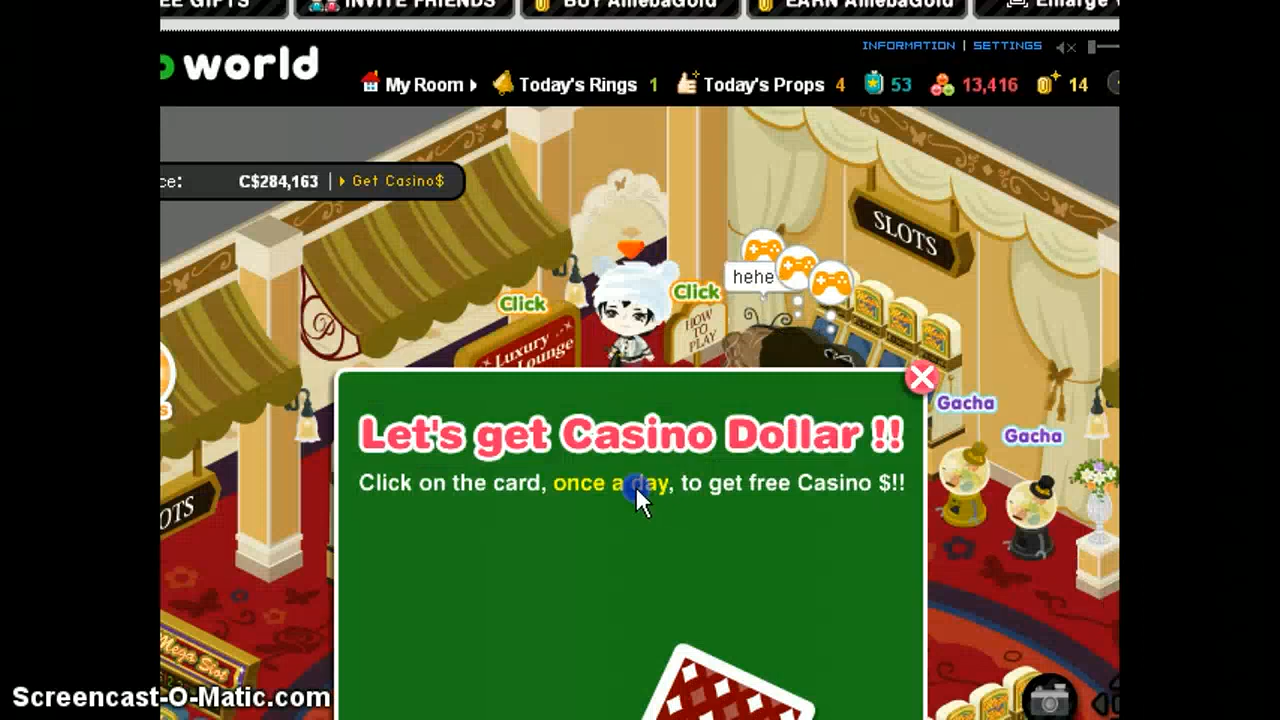 INVITE FRIENDS
BUY AmebaGold
EARN AmebaGold
Enlarge
world
INFORMATION | SETTINGS
My Room
Today's Rings 1
Today's Props 4
53
13,416
14
C$284,163 | Get Casino$
SLOTS
hehe
Click
Click
HOW
TO
PLAY
Luxury
Lounge
Gacha
Gacha
Let's get Casino Dollar !!
Click on the card, once a day, to get free Casino $!!
Mega Slot
Screencast-O-Matic.com